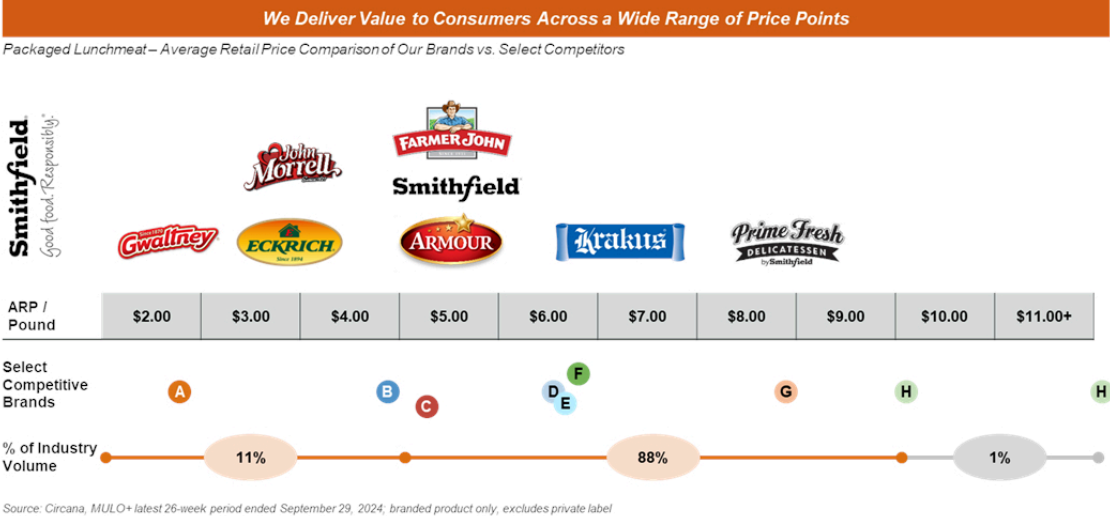 We Deliver Value to Consumers Across a Wide Range of Price Points
Packaged Lunchmeat – Average Retail Price Comparison of Our Brands vs. Select Competitors
Smithfield
Good food. Responsibly.®
FARMER JOHN
John
Morrell
Smithfield
Since 1870
Gwaltney
ECKRICH
Since 1894
ARMOUR
Krakus
Prime Fresh
DELICATESSEN
by Smithfield
ARP /
Pound
$2.00 $3.00 $4.00 $5.00 $6.00 $7.00 $8.00 $9.00 $10.00 $11.00+
Select
Competitive
Brands
A B C D E F G H H
% of Industry
Volume
11% 88% 1%
Source: Circana, MULO+ latest 26-week period ended September 29, 2024; branded product only, excludes private label